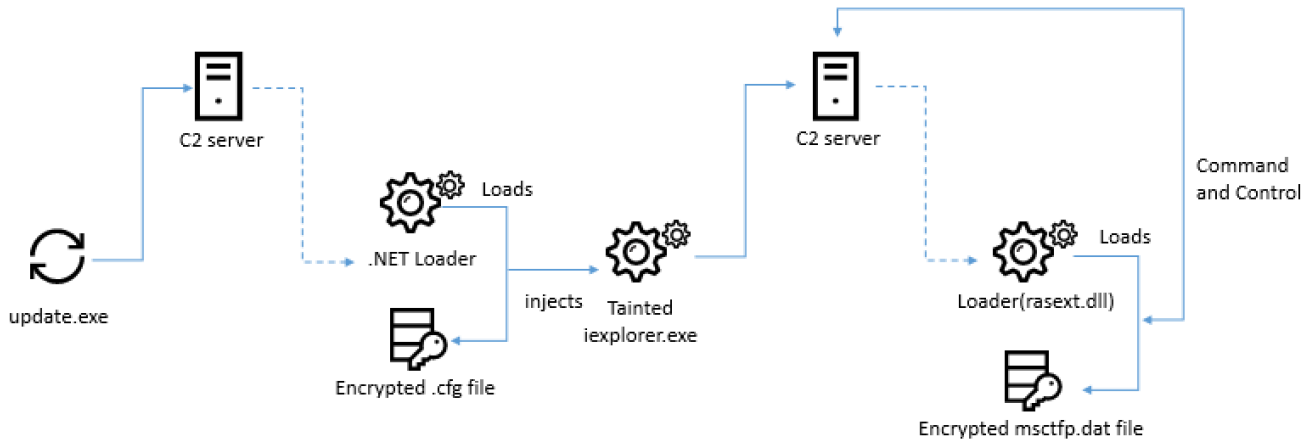 update.exe
C2 server
.NET Loader
Loads
Encrypted .cfg file
injects
Tainted
iexplorer.exe
C2 server
Loader(rasext.dll)
Loads
Encrypted msctfp.dat file
Command
and Control